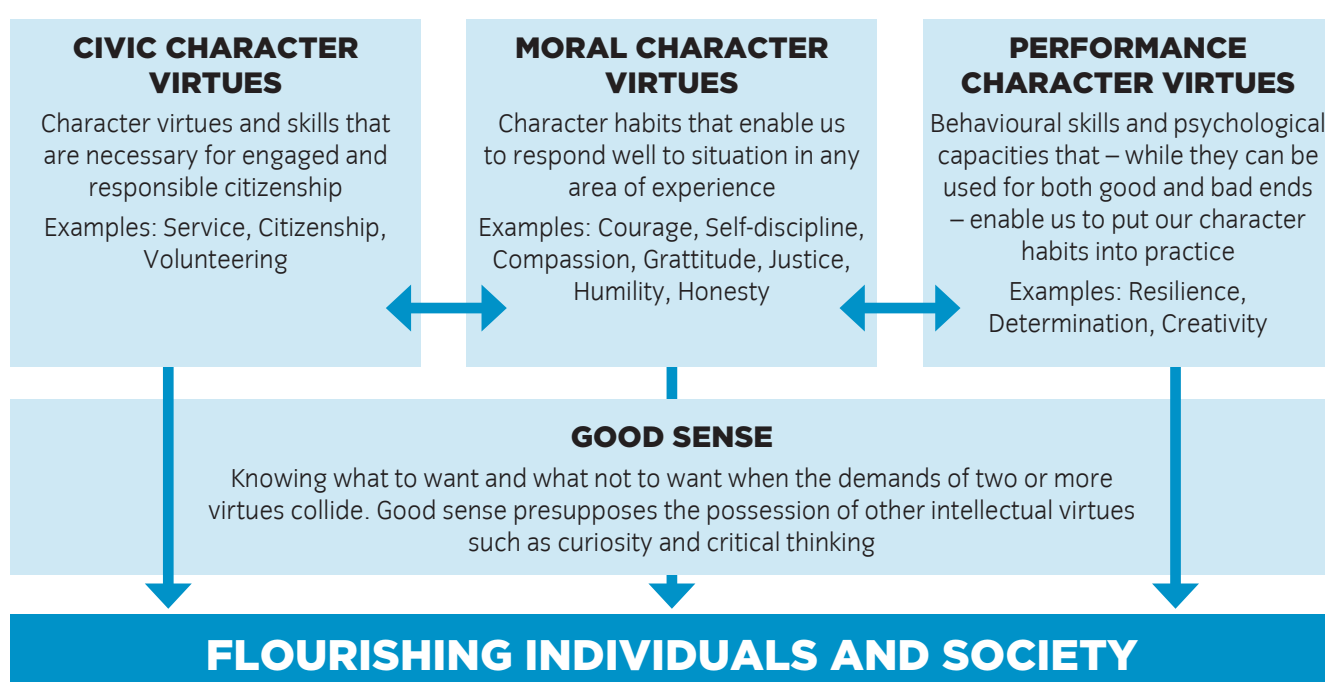 CIVIC CHARACTER
VIRTUES
Character virtues and skills that
are necessary for engaged and
responsible citizenship
Examples: Service, Citizenship,
Volunteering
MORAL CHARACTER
VIRTUES
Character habits that enable us
to respond well to situation in any
area of experience
Examples: Courage, Self-discipline,
Compassion, Grattitude, Justice,
Humility, Honesty
PERFORMANCE
CHARACTER VIRTUES
Behavioural skills and psychological
capacities that – while they can be
used for both good and bad ends
– enable us to put our character
habits into practice
Examples: Resilience,
Determination, Creativity
GOOD SENSE
Knowing what to want and what not to want when the demands of two or more
virtues collide. Good sense presupposes the possession of other intellectual virtues
such as curiosity and critical thinking
FLOURISHING INDIVIDUALS AND SOCIETY